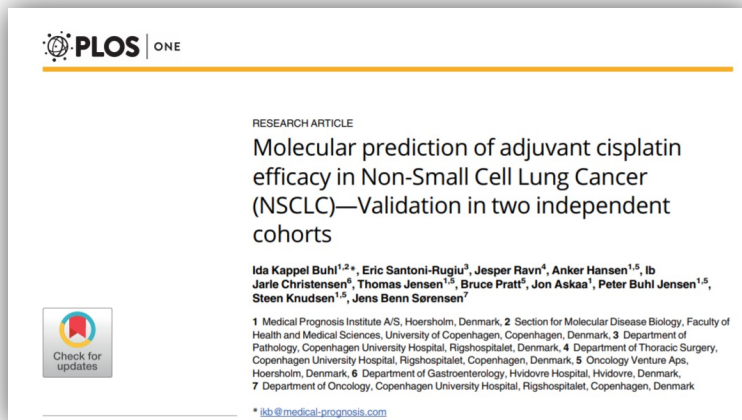 PLOS | ONE
RESEARCH ARTICLE
Molecular prediction of adjuvant cisplatin
efficacy in Non-Small Cell Lung Cancer
(NSCLC)—Validation in two independent
cohorts
Ida Kappel Buhl1,2*, Eric Santoni-Rugiu3, Jesper Ravn4, Anker Hansen1,5, Ib
Jarle Christensen6, Thomas Jensen1,5, Bruce Pratt5, Jon Askaa1, Peter Buhl Jensen1,5,
Steen Knudsen1,5, Jens Benn Sørensen7
1 Medical Prognosis Institute A/S, Hoersholm, Denmark, 2 Section for Molecular Disease Biology, Faculty of
Health and Medical Sciences, University of Copenhagen, Copenhagen, Denmark, 3 Department of
Pathology, Copenhagen University Hospital, Rigshospitalet, Denmark, 4 Department of Thoracic Surgery,
Copenhagen University Hospital, Rigshospitalet, Copenhagen, Denmark, 5 Oncology Venture Aps,
Hoersholm, Denmark, 6 Department of Gastroenterology, Hvidovre Hospital, Hvidovre, Denmark,
7 Department of Oncology, Copenhagen University Hospital, Rigshospitalet, Copenhagen, Denmark
Check for
updates
* ikb@medical-prognosis.com